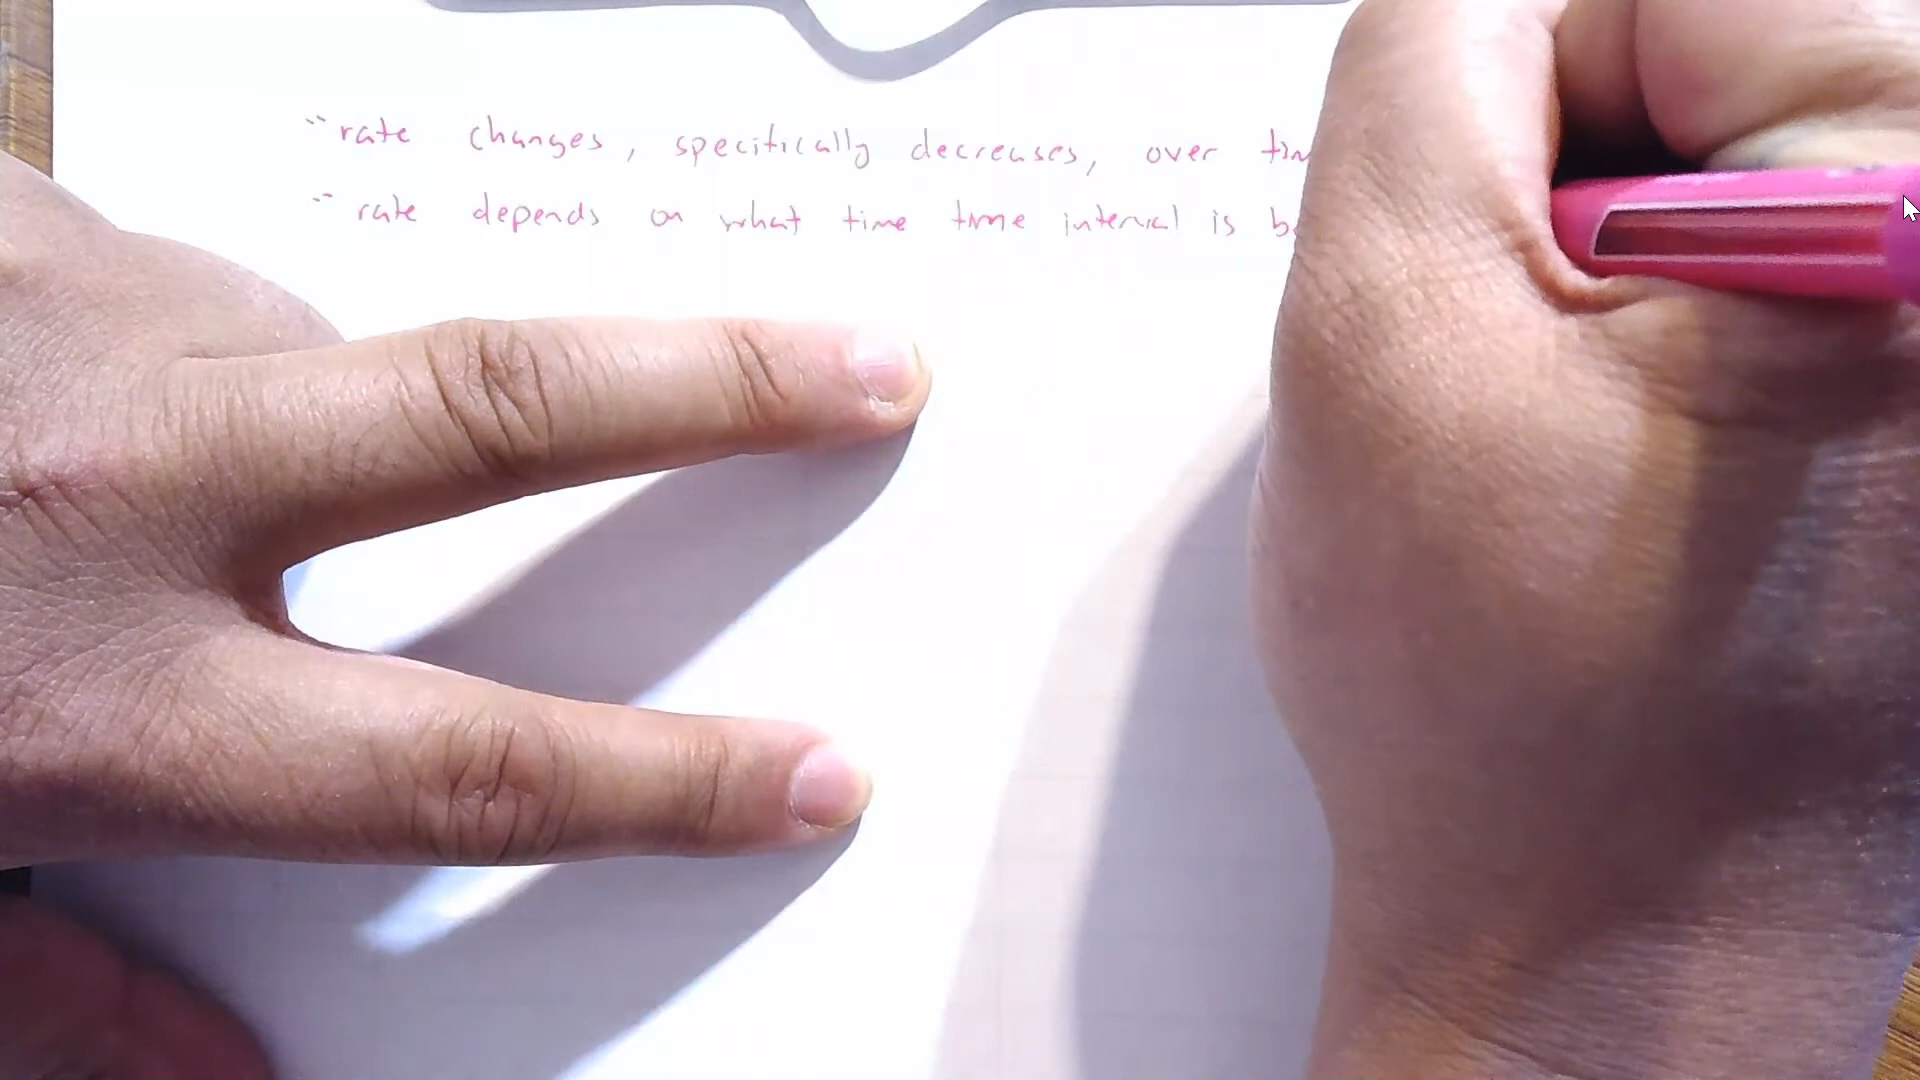 -- rate changes, specifically decreases, over
-- rate depends on what time time interval is